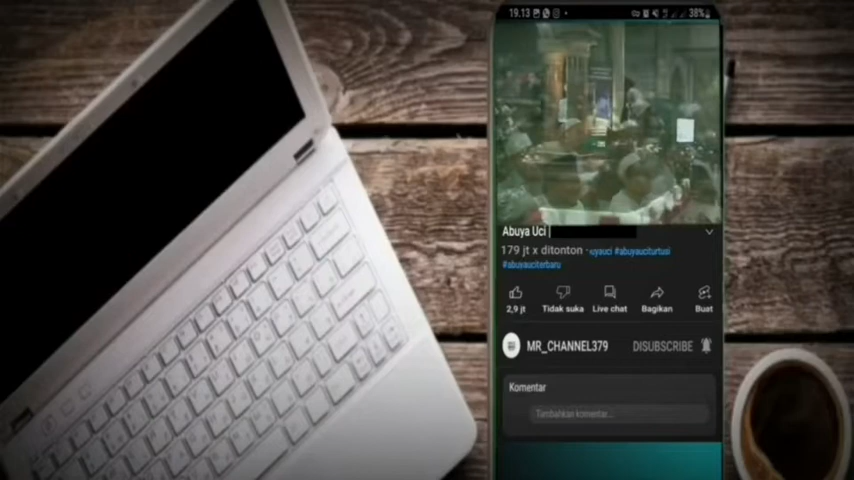 19.13
38%
Abuya Uci |
179 jt x ditonton · uyauci #abuyauciturtusi
#abuyauciterbaru
2,9 jt
Tidak suka
Live chat
Bagikan
Buat
MR_CHANNEL379
DISUBSCRIBE
Komentar
Tambahkan komentar...